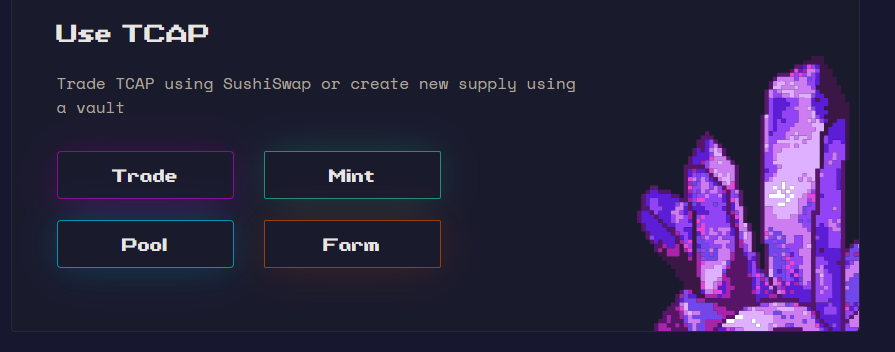 Use TCAP
Trade TCAP using SushiSwap or create new supply using
a vault
Trade
Mint
Pool
Farm